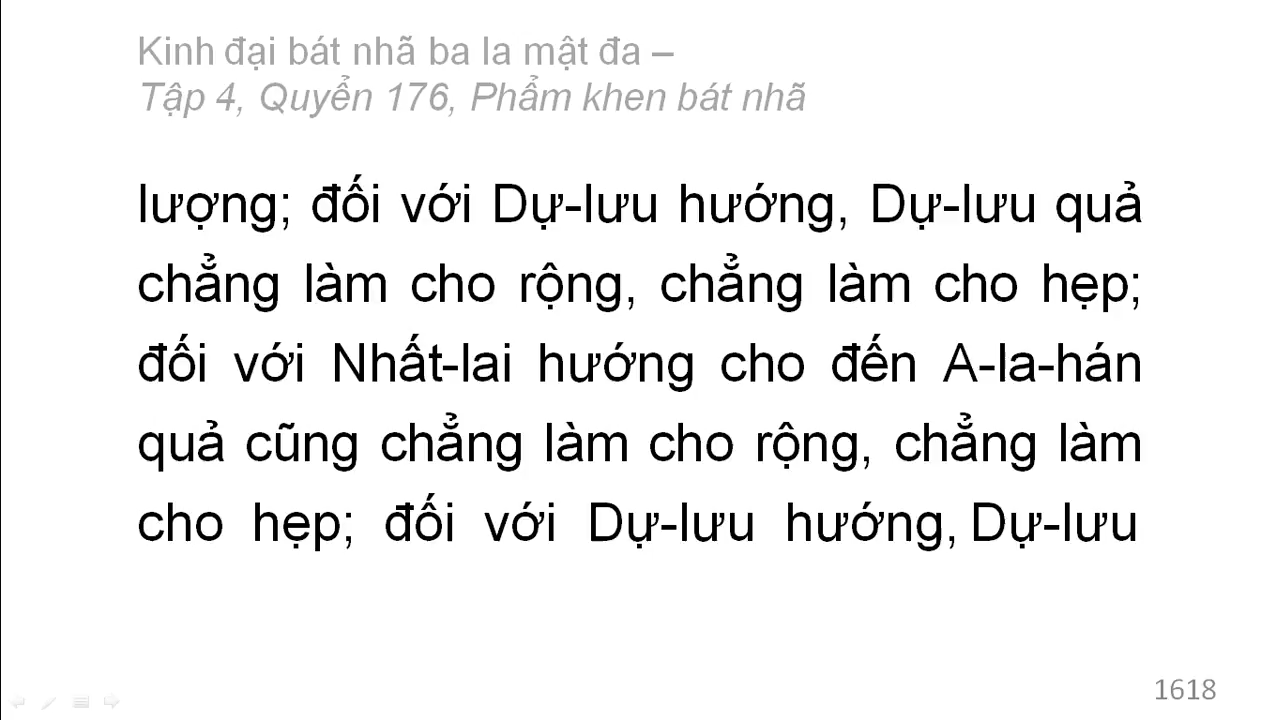 Kinh đại bát nhã ba la mật đa –
Tập 4, Quyển 176, Phẩm khen bát nhã
lượng; đối với Dự-lưu hướng, Dự-lưu quả
chẳng làm cho rộng, chẳng làm cho hẹp;
đối với Nhất-lai hướng cho đến A-la-hán
quả cũng chẳng làm cho rộng, chẳng làm
cho hẹp; đối với Dự-lưu hướng, Dự-lưu
1618